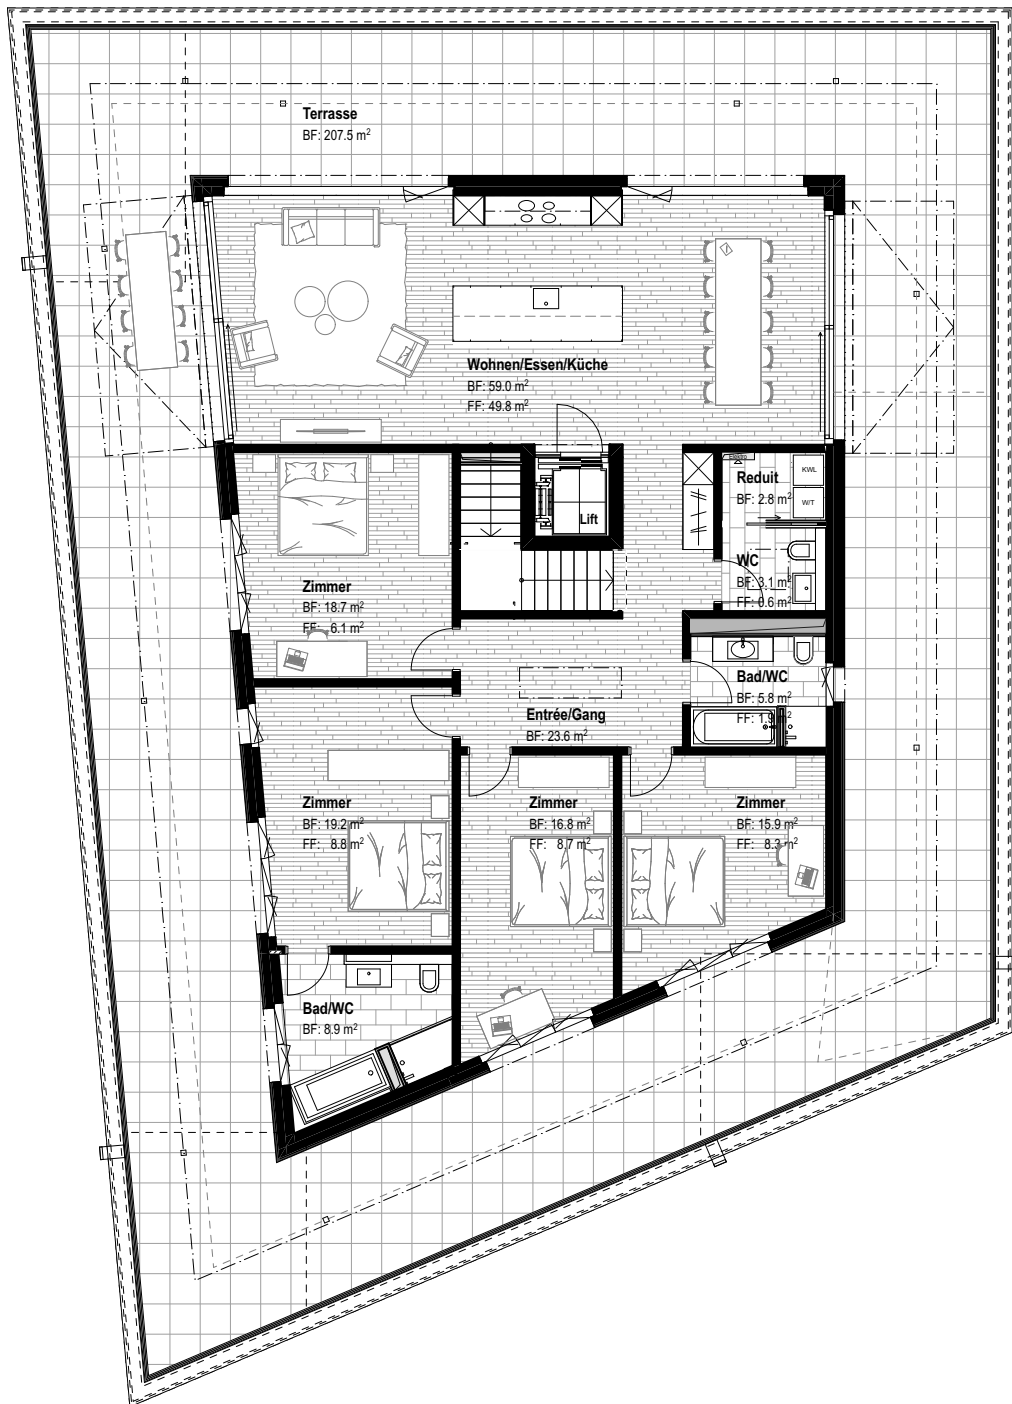 Terrasse
BF: 207.5 m²
Wohnen/Essen/Küche
BF: 59.0 m²
FF: 49.8 m²
Elektro
Reduit
BF: 2.8 m²
KWL
W/T
Lift
WC
BF: 3.1 m²
FF: 0.6 m²
Zimmer
BF: 18.7 m²
FF: 6.1 m²
Bad/WC
BF: 5.8 m²
FF: 1.9 m²
Entrée/Gang
BF: 23.6 m²
Zimmer
BF: 19.2 m²
FF: 8.8 m²
Zimmer
BF: 16.8 m²
FF: 8.7 m²
Zimmer
BF: 15.9 m²
FF: 8.3 m²
Bad/WC
BF: 8.9 m²